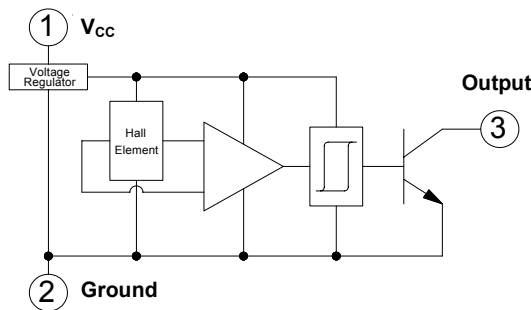 1 VCC
Voltage
Regulator
Hall
Element
Output
3
2 Ground